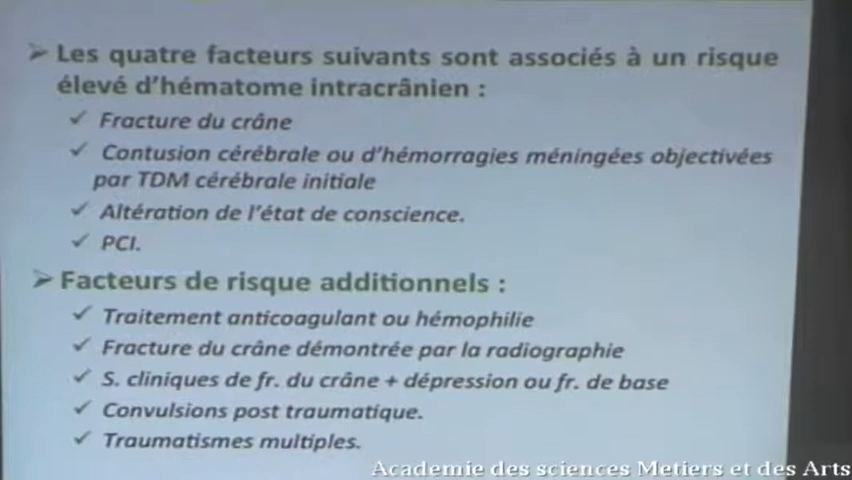 ➢ Les quatre facteurs suivants sont associés à un risque
élevé d'hématome intracrânien :
✓ Fracture du crâne
✓ Contusion cérébrale ou d'hémorragies méningées objectivées
par TDM cérébrale initiale
✓ Altération de l'état de conscience.
✓ PCI.
➢ Facteurs de risque additionnels :
✓ Traitement anticoagulant ou hémophilie
✓ Fracture du crâne démontrée par la radiographie
✓ S. cliniques de fr. du crâne + dépression ou fr. de base
✓ Convulsions post traumatique.
✓ Traumatismes multiples.
Academie des sciences Metiers et des Arts